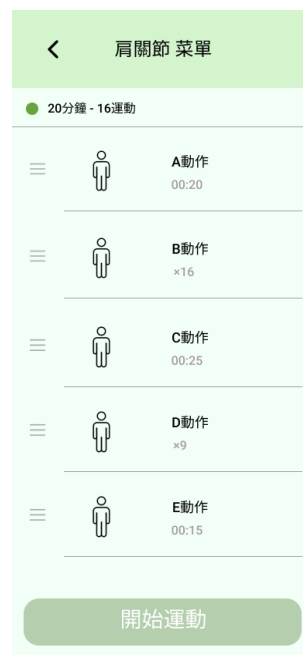 肩關節 菜單
20分鐘 - 16運動
A動作
00:20
B動作
×16
C動作
00:25
D動作
×9
E動作
00:15
開始運動